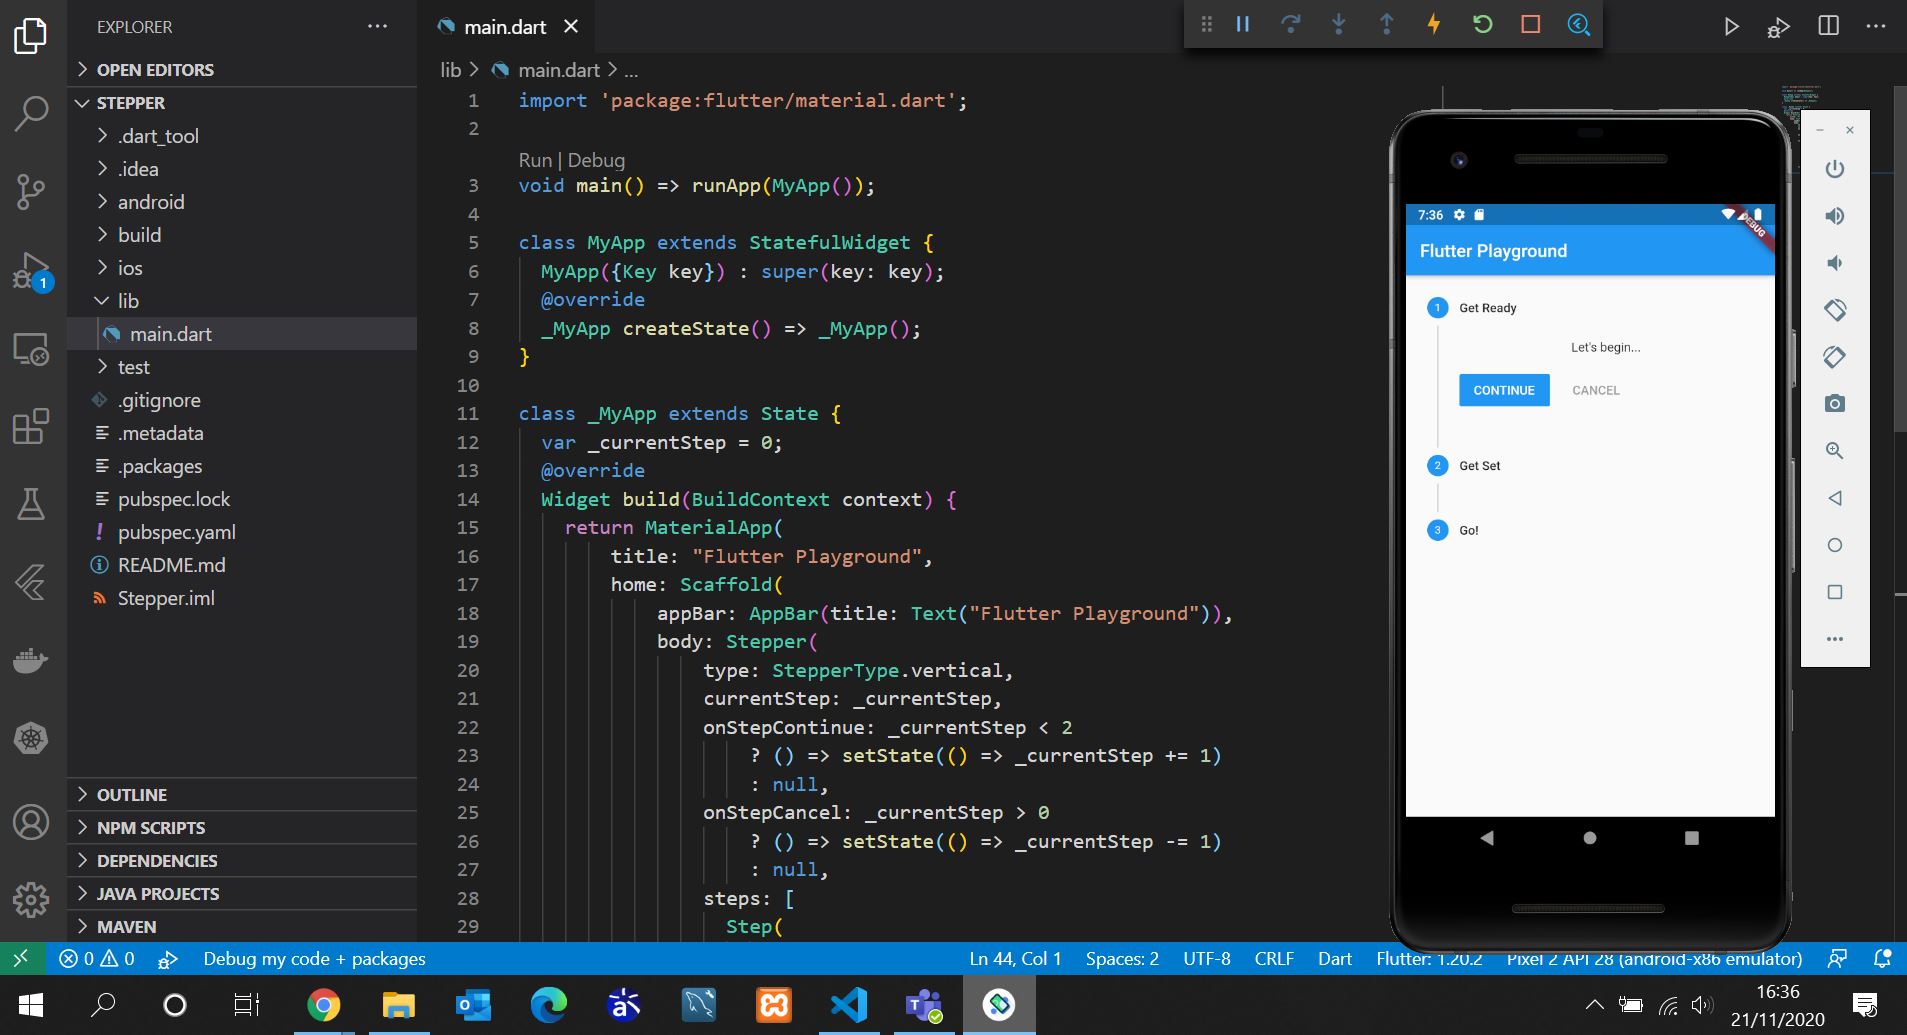 EXPLORER
OPEN EDITORS
STEPPER
.dart_tool
.idea
android
build
ios
lib
main.dart
test
.gitignore
.metadata
.packages
pubspec.lock
! pubspec.yaml
README.md
Stepper.iml
OUTLINE
NPM SCRIPTS
DEPENDENCIES
JAVA PROJECTS
MAVEN
1
main.dart
lib > main.dart > ...
1 import 'package:flutter/material.dart';
2
Run | Debug
3 void main() => runApp(MyApp());
4
5 class MyApp extends StatefulWidget {
6 MyApp({Key key}) : super(key: key);
7 @override
8 _MyApp createState() => _MyApp();
9 }
10
11 class _MyApp extends State {
12 var _currentStep = 0;
13 @override
14 Widget build(BuildContext context) {
15 return MaterialApp(
16 title: "Flutter Playground",
17 home: Scaffold(
18 appBar: AppBar(title: Text("Flutter Playground")),
19 body: Stepper(
20 type: StepperType.vertical,
21 currentStep: _currentStep,
22 onStepContinue: _currentStep < 2
23 ? () => setState(() => _currentStep += 1)
24 : null,
25 onStepCancel: _currentStep > 0
26 ? () => setState(() => _currentStep -= 1)
27 : null,
28 steps: [
29 Step(
7:36
DEBUG
Flutter Playground
1 Get Ready
Let's begin...
CONTINUE CANCEL
2 Get Set
3 Go!
0 0 Debug my code + packages Ln 44, Col 1 Spaces: 2 UTF-8 CRLF Dart Flutter: 1.20.2 Pixel 2 API 28 (android-x86 emulator)
16:36
21/11/2020